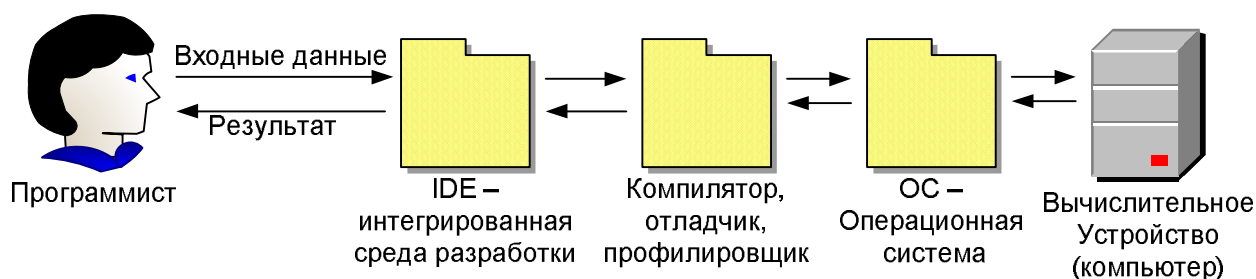 Входные данные
Результат
Программист
IDE –
интегрированная
среда разработки
Компилятор,
отладчик,
профилировщик
ОС –
Операционная
система
Вычислительное
Устройство
(компьютер)